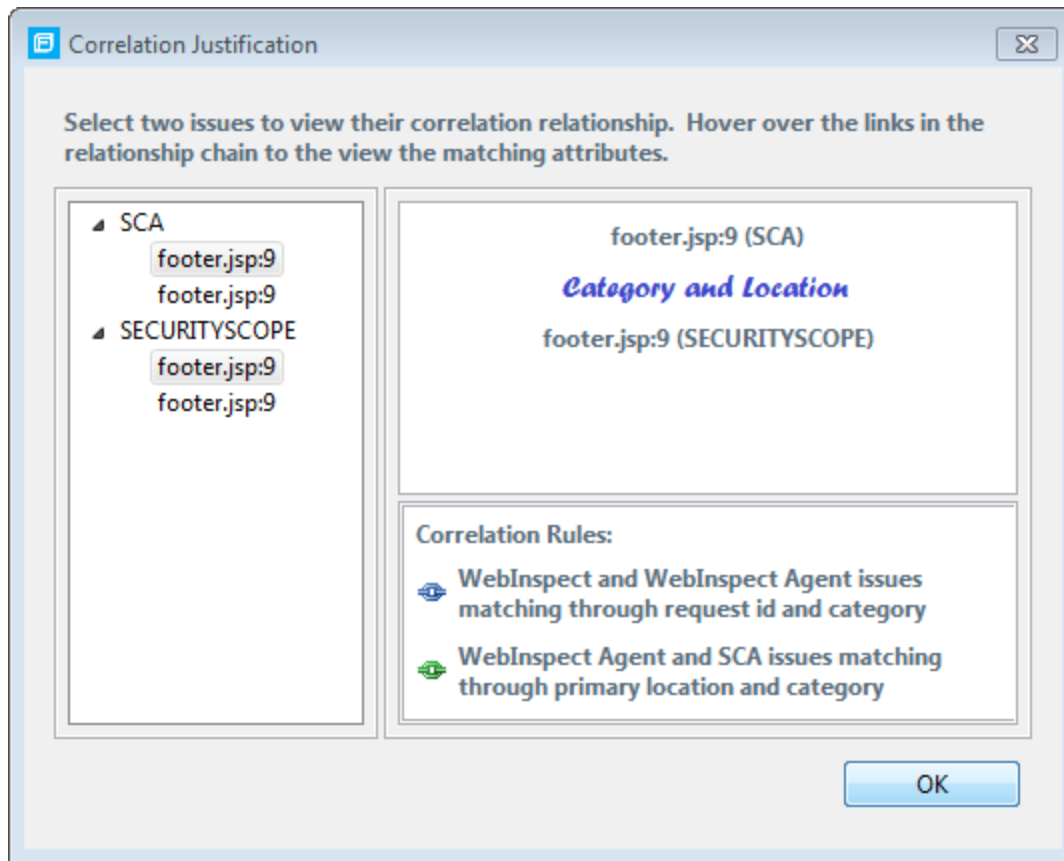 Correlation Justification
Select two issues to view their correlation relationship. Hover over the links in the
relationship chain to the view the matching attributes.
SCA
footer.jsp:9
footer.jsp:9
SECURITYSCOPE
footer.jsp:9
footer.jsp:9
footer.jsp:9 (SCA)
Category and Location
footer.jsp:9 (SECURITYSCOPE)
Correlation Rules:
WebInspect and WebInspect Agent issues
matching through request id and category
WebInspect Agent and SCA issues matching
through primary location and category
OK